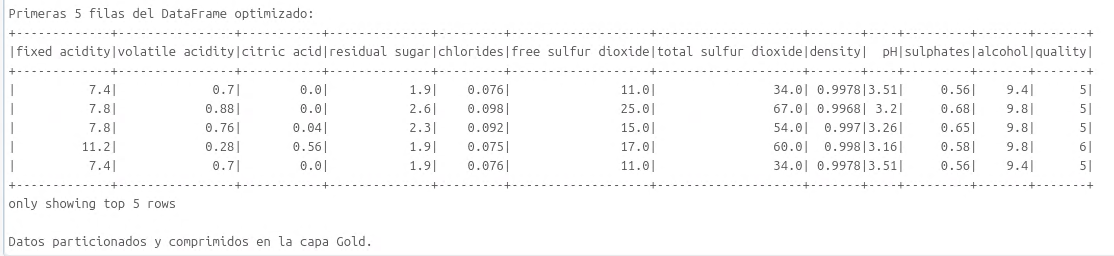 Primeras 5 filas del DataFrame optimizado:
+-------------+----------------+-----------+--------------+---------+-------------------+--------------------+-------+----+---------+-------+-------+
|fixed acidity|volatile acidity|citric acid|residual sugar|chlorides|free sulfur dioxide|total sulfur dioxide|density|  pH|sulphates|alcohol|quality|
+-------------+----------------+-----------+--------------+---------+-------------------+--------------------+-------+----+---------+-------+-------+
|          7.4|             0.7|        0.0|           1.9|    0.076|               11.0|                34.0| 0.9978|3.51|     0.56|    9.4|      5|
|          7.8|            0.88|        0.0|           2.6|    0.098|               25.0|                67.0| 0.9968| 3.2|     0.68|    9.8|      5|
|          7.8|            0.76|       0.04|           2.3|    0.092|               15.0|                54.0|  0.997|3.26|     0.65|    9.8|      5|
|         11.2|            0.28|       0.56|           1.9|    0.075|               17.0|                60.0|  0.998|3.16|     0.58|    9.8|      6|
|          7.4|             0.7|        0.0|           1.9|    0.076|               11.0|                34.0| 0.9978|3.51|     0.56|    9.4|      5|
+-------------+----------------+-----------+--------------+---------+-------------------+--------------------+-------+----+---------+-------+-------+
only showing top 5 rows

Datos particionados y comprimidos en la capa Gold.